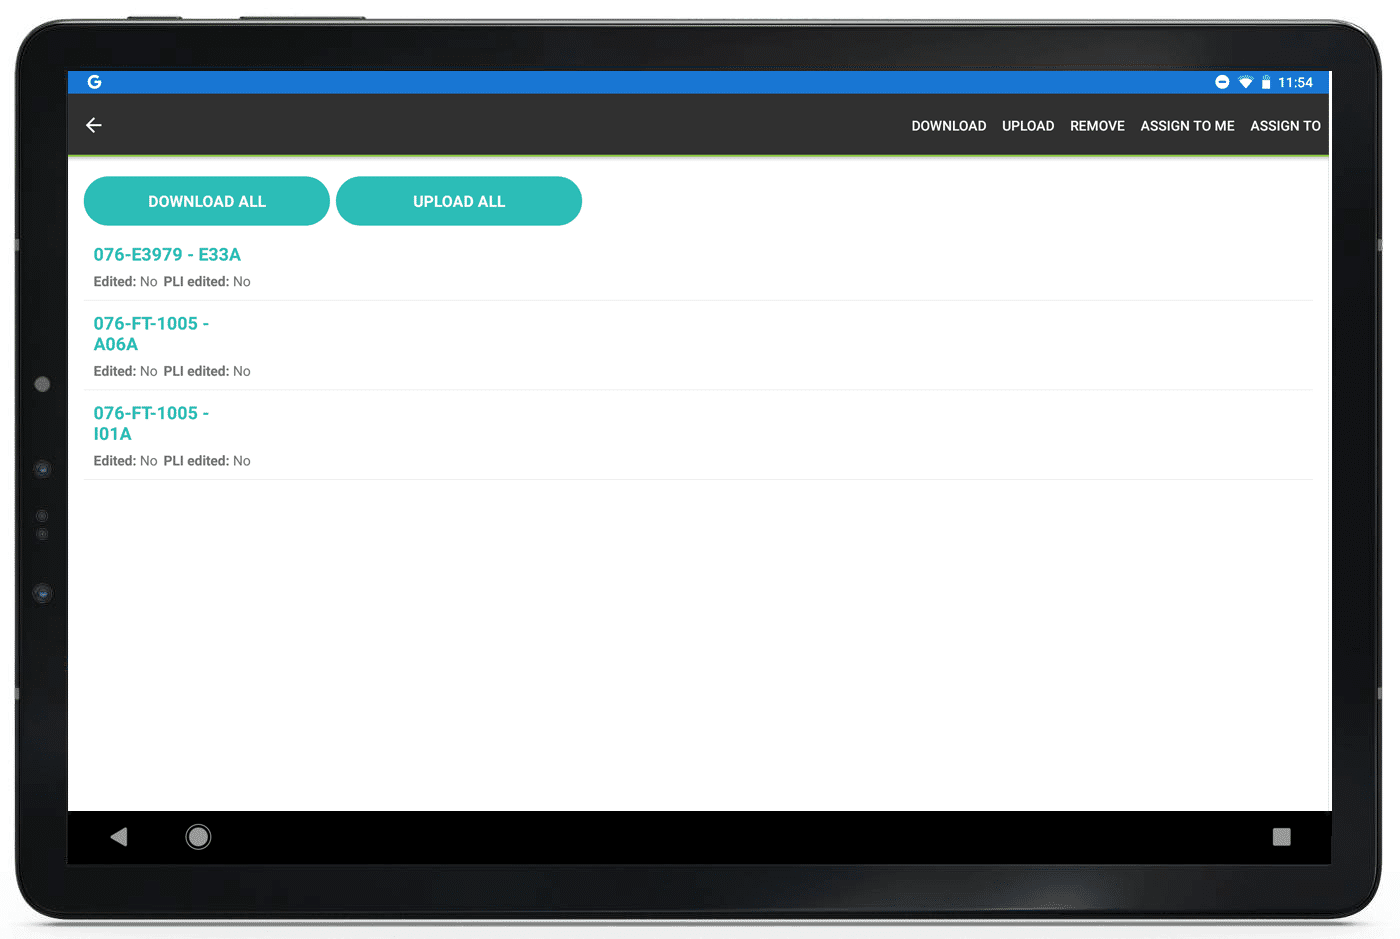 G
11:54
DOWNLOAD UPLOAD REMOVE ASSIGN TO ME ASSIGN TO
DOWNLOAD ALL UPLOAD ALL
076-E3979 - E33A
Edited: No PLI edited: No
076-FT-1005 -
A06A
Edited: No PLI edited: No
076-FT-1005 -
I01A
Edited: No PLI edited: No